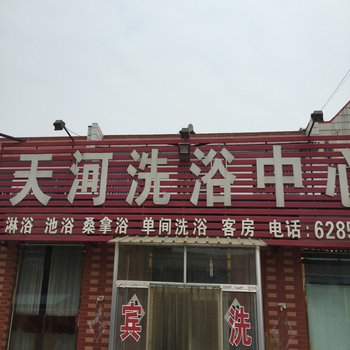 天河洗浴中心
淋浴 池浴 桑拿浴 单间洗浴 客房 电话:6285
宾 洗